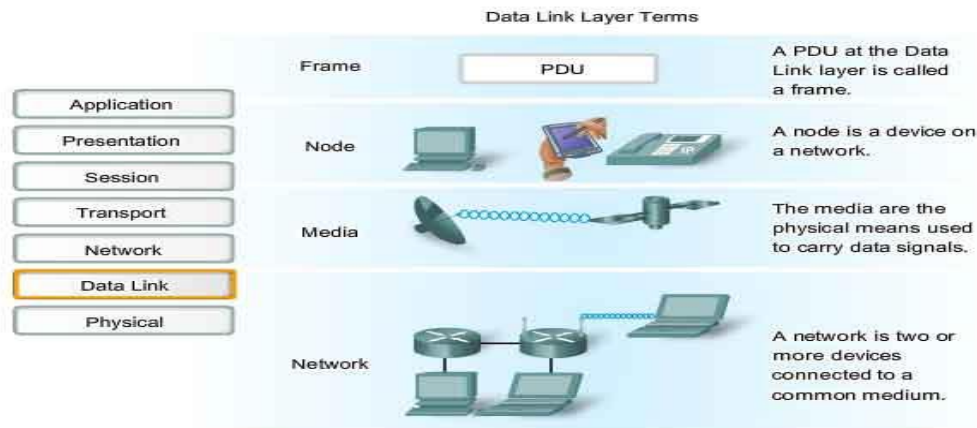 Data Link Layer Terms
Application
Presentation
Session
Transport
Network
Data Link
Physical
Frame
PDU
A PDU at the Data
Link layer is called
a frame.
Node
IP
A node is a device on
a network.
Media
The media are the
physical means used
to carry data signals.
Network
A network is two or
more devices
connected to a
common medium.